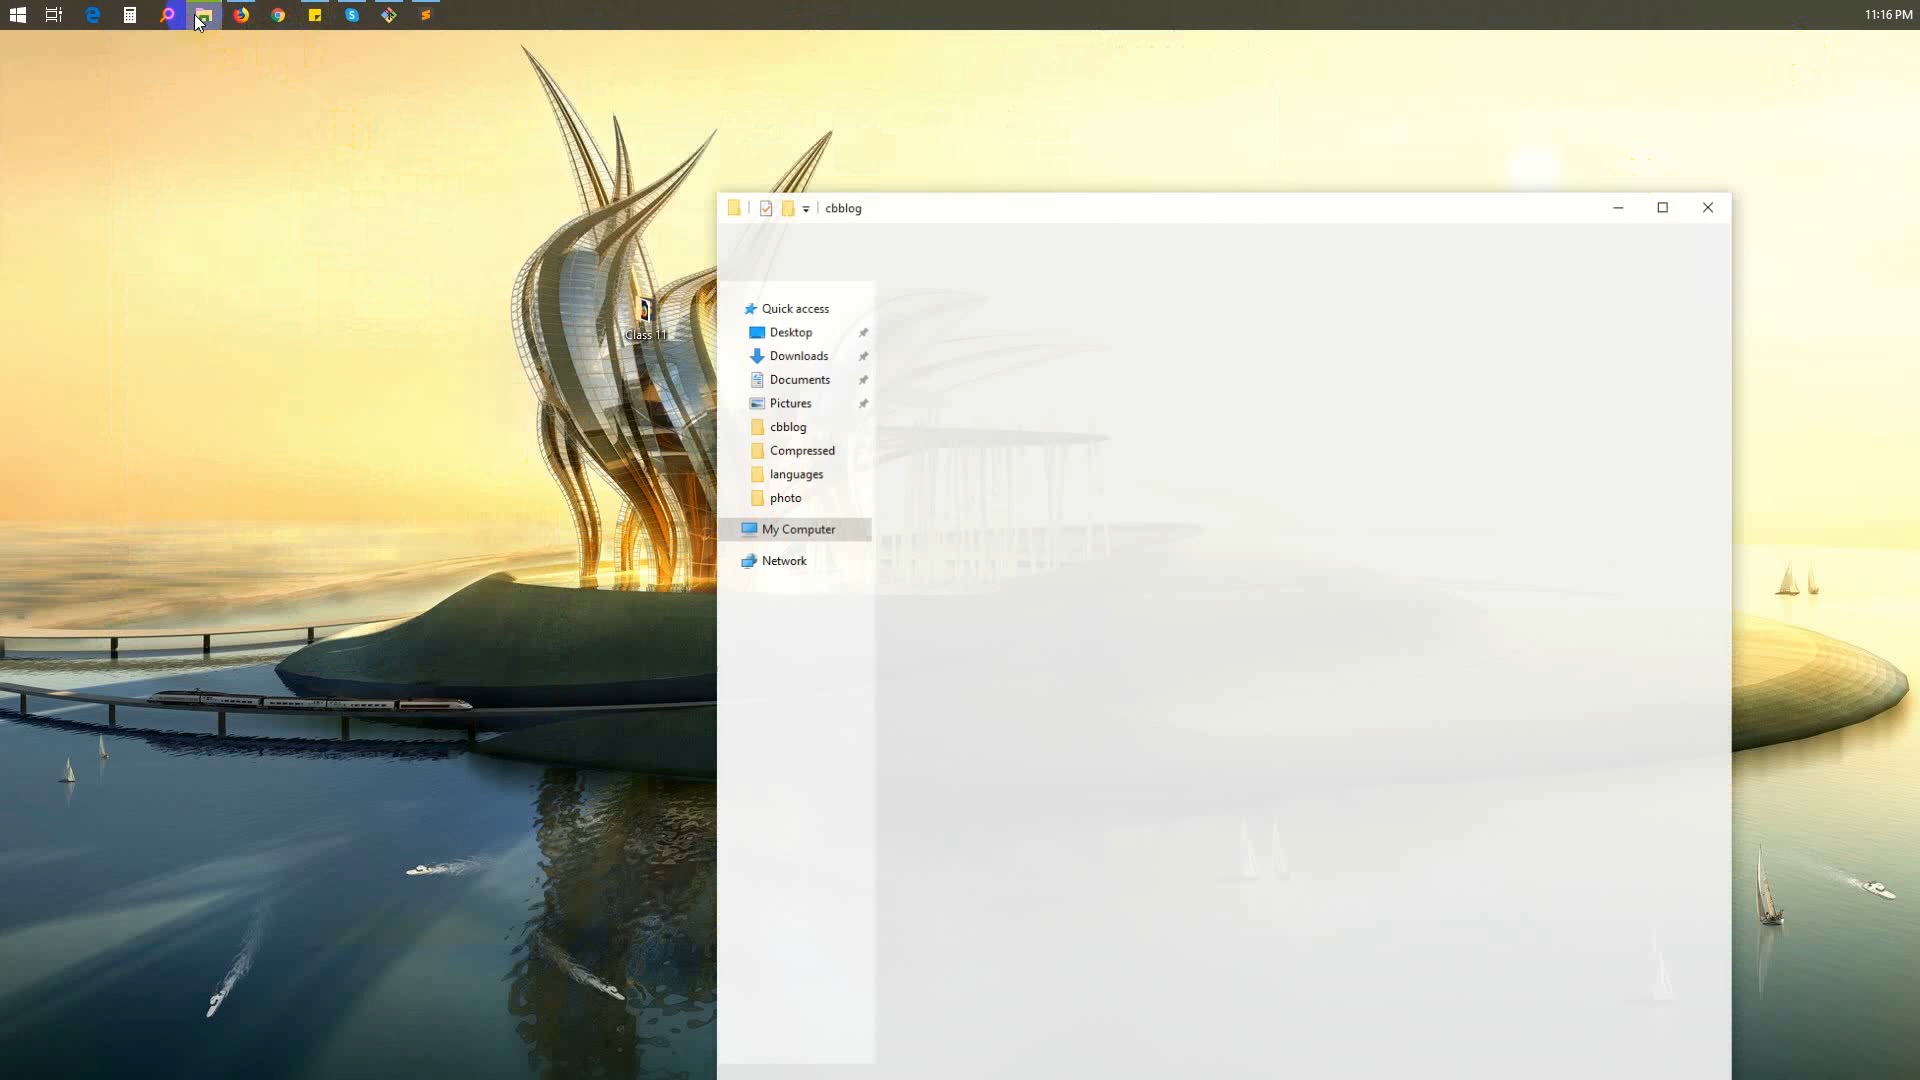 11:16 PM
cbblog
Quick access
Desktop
Class 11
Downloads
Documents
Pictures
cbblog
Compressed
languages
photo
My Computer
Network